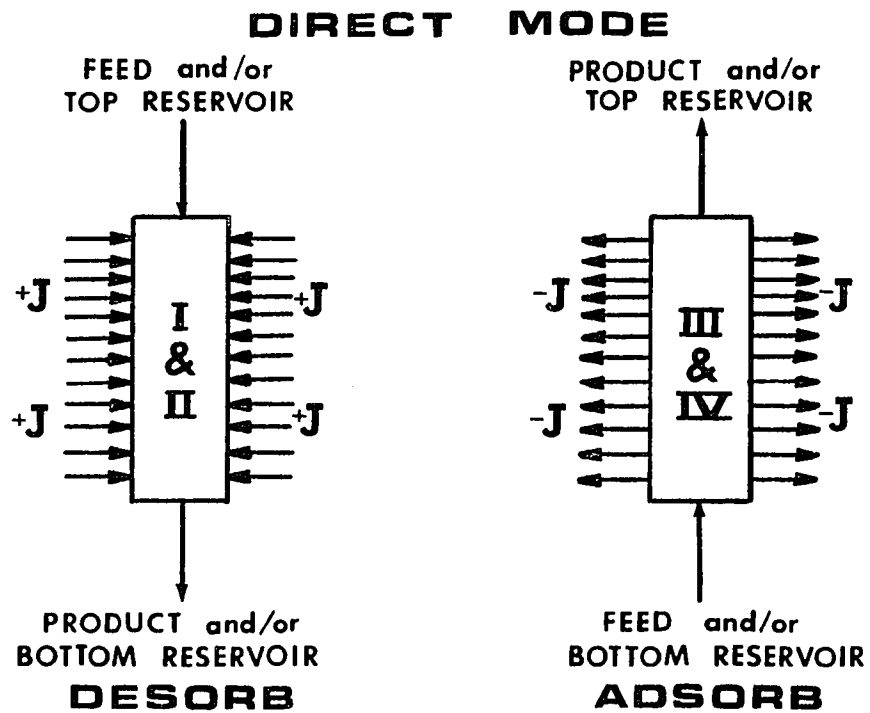 DIRECT MODE
FEED and/or
TOP RESERVOIR
+J
+J
I
&
II
+J
+J
PRODUCT and/or
BOTTOM RESERVOIR
DESORB
PRODUCT and/or
TOP RESERVOIR
-J
-J
III
&
IV
-J
-J
FEED and/or
BOTTOM RESERVOIR
ADSORB